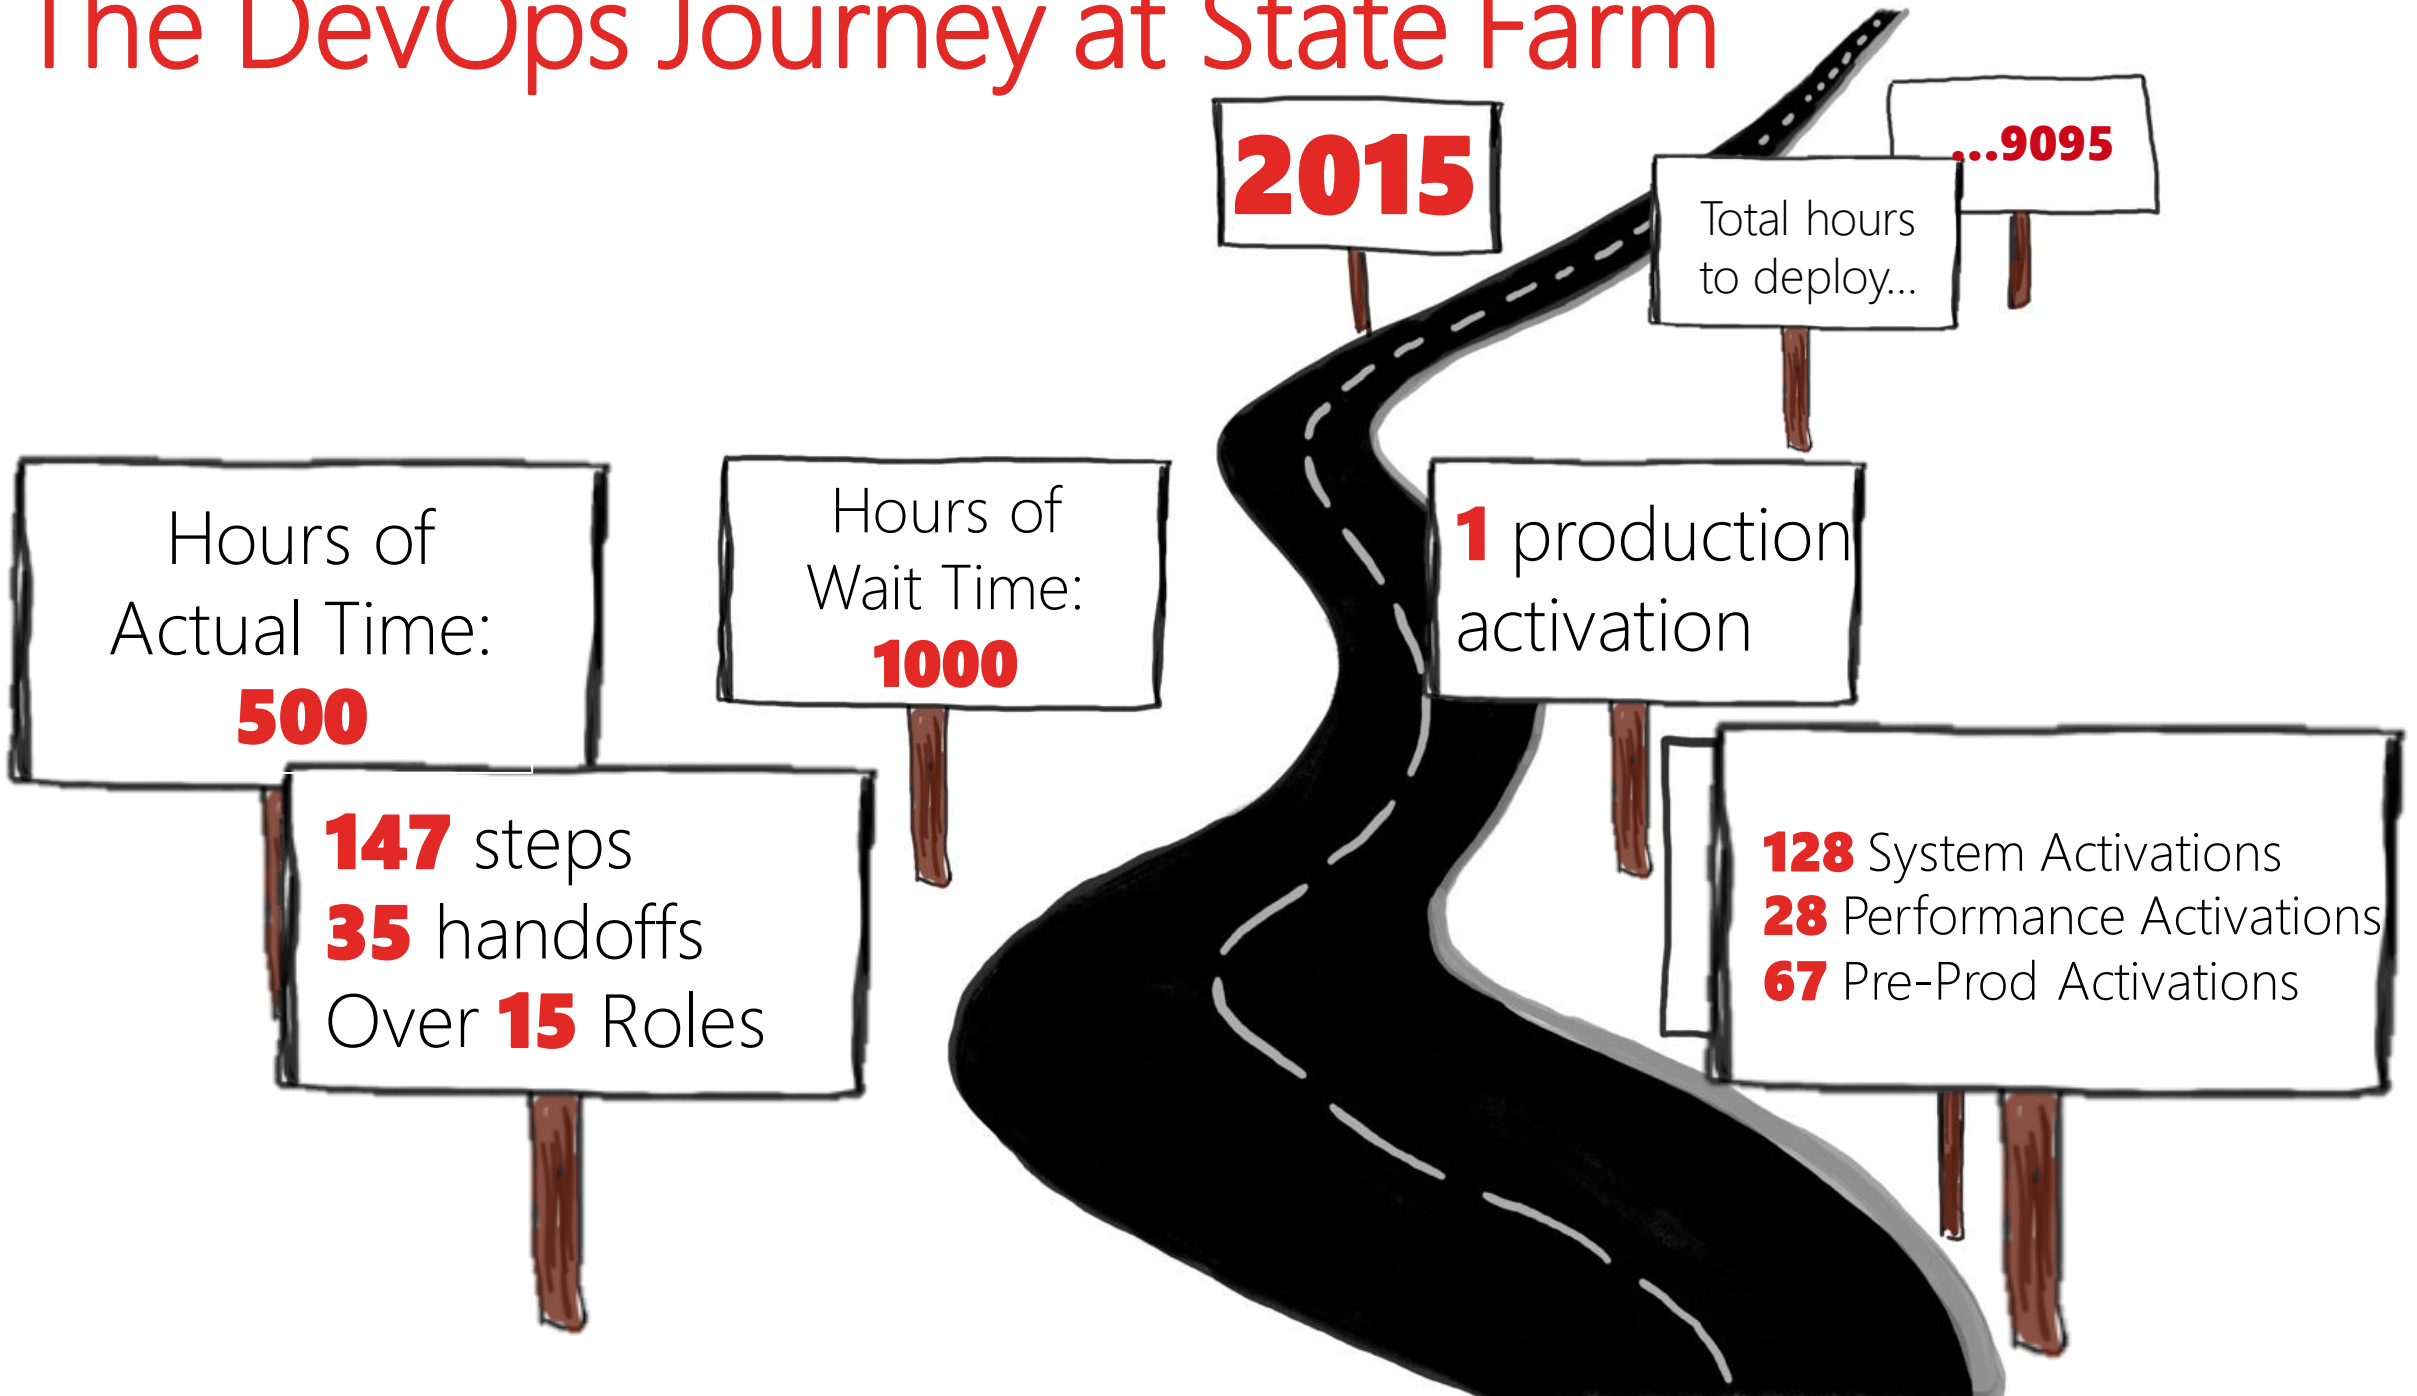 The DevOps Journey at State Farm
2015
...9095
Total hours
to deploy...
Hours of
Actual Time:
500
Hours of
Wait Time:
1000
1 production
activation
147 steps
35 handoffs
Over 15 Roles
128 System Activations
28 Performance Activations
67 Pre-Prod Activations